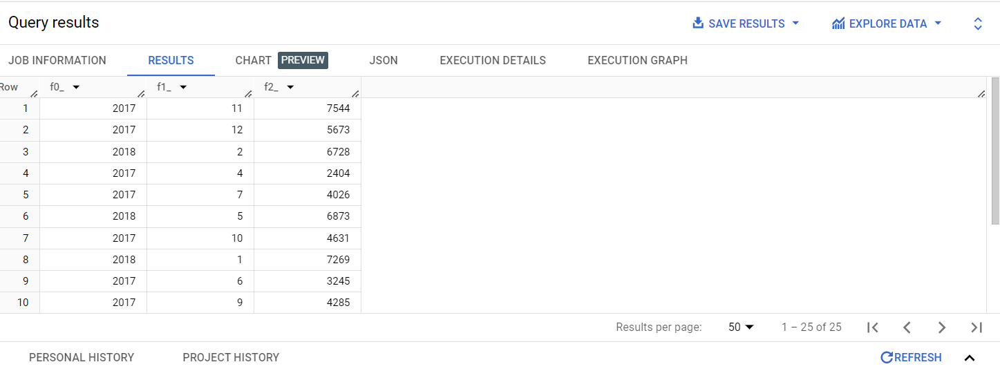 Query results SAVE RESULTS EXPLORE DATA
JOB INFORMATION RESULTS CHART PREVIEW JSON EXECUTION DETAILS EXECUTION GRAPH
Row f0_ f1_ f2_
1 2017 11 7544
2 2017 12 5673
3 2018 2 6728
4 2017 4 2404
5 2017 7 4026
6 2018 5 6873
7 2017 10 4631
8 2018 1 7269
9 2017 6 3245
10 2017 9 4285
Results per page: 50 1 – 25 of 25
PERSONAL HISTORY PROJECT HISTORY REFRESH